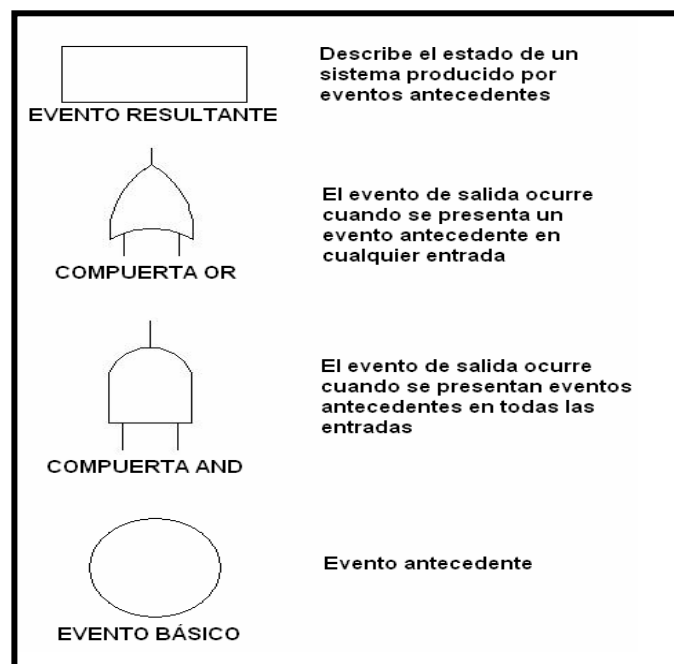 Describe el estado de un
sistema producido por
eventos antecedentes
EVENTO RESULTANTE
El evento de salida ocurre
cuando se presenta un
evento antecedente en
cualquier entrada
COMPUERTA OR
El evento de salida ocurre
cuando se presentan eventos
antecedentes en todas las
entradas
COMPUERTA AND
Evento antecedente
EVENTO BÁSICO